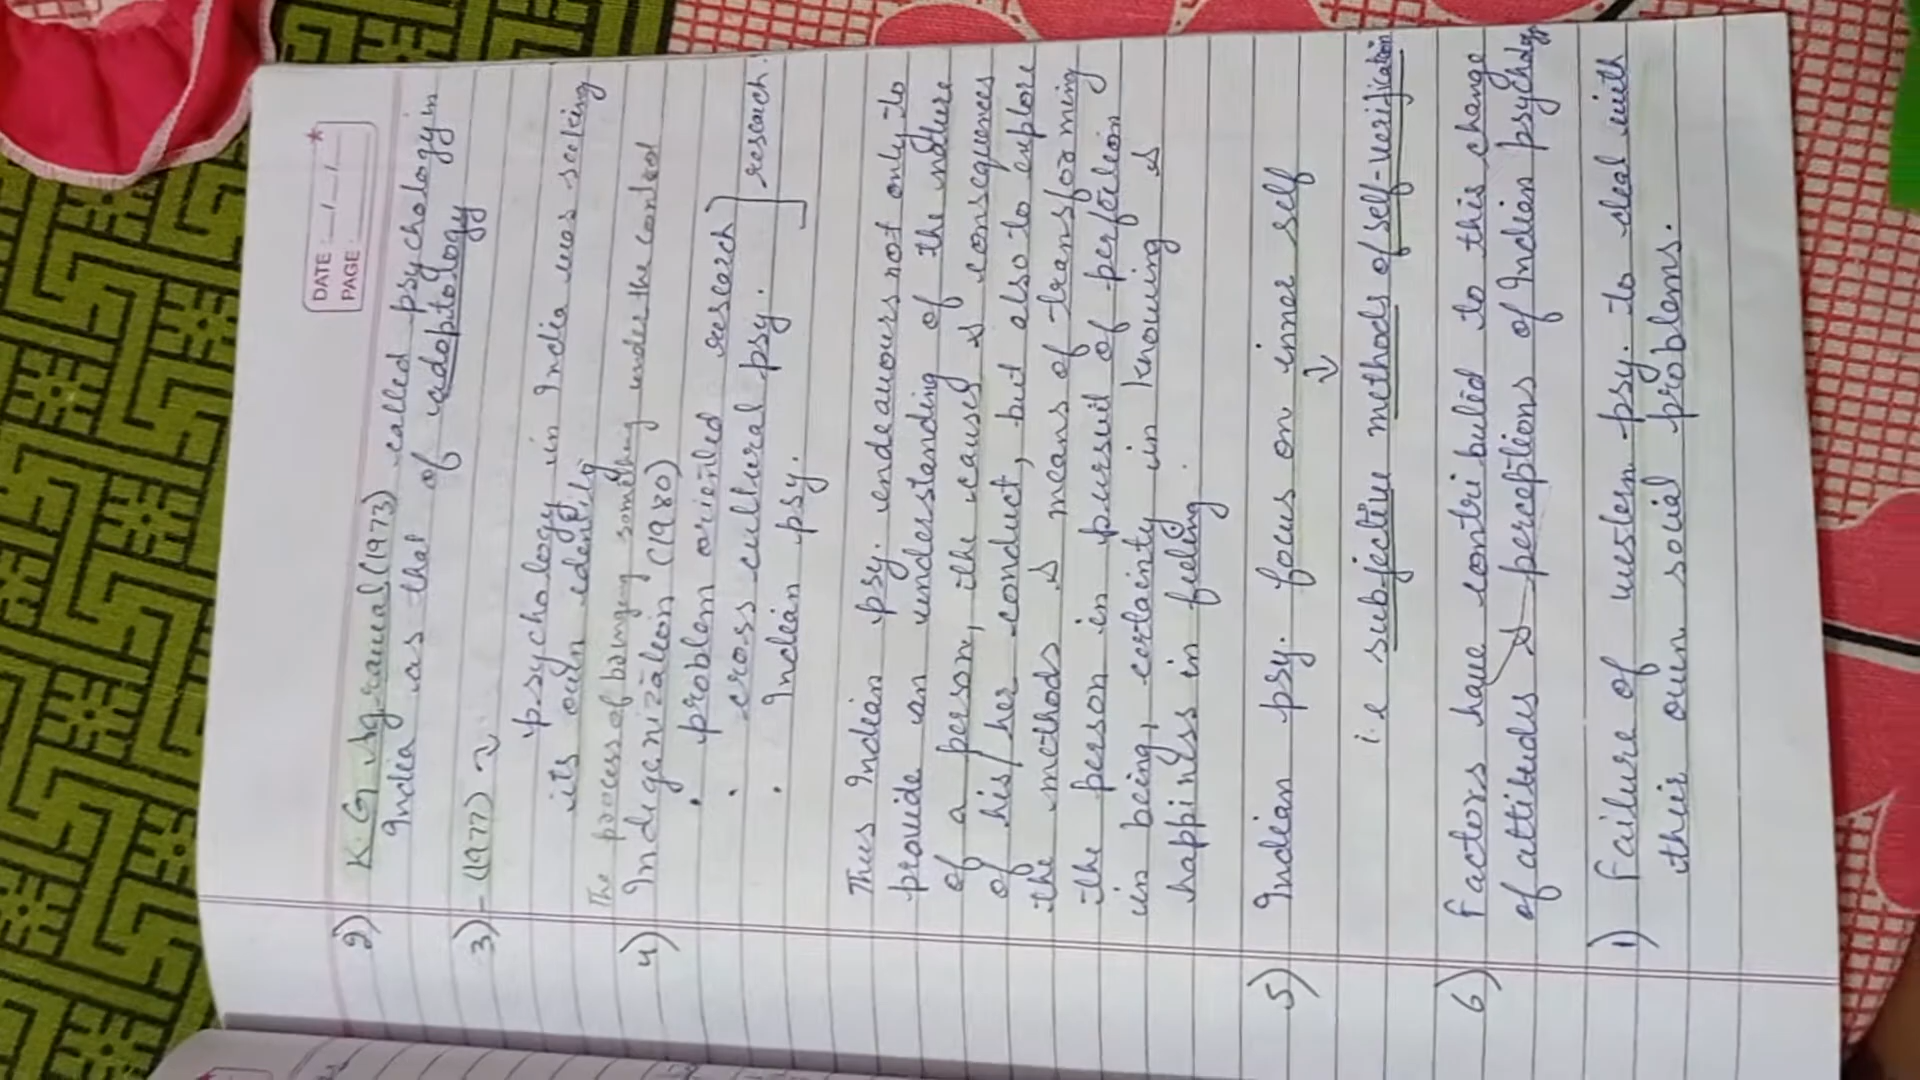 DATE: _/_/_
PAGE:
2) K.G Agrawal (1973) called psychology in
India as that of adoptology
3) - (1977) ↴
psychology in India was seeking
its own identity
The process of bringing something under the control
4) Indiganization (1980)
• problem oriented research
• cross cultural psy. ] research.
• Indian psy.
Thus Indian psy. endeavours not only to
provide an understanding of the nature
of a person, the causes & consequences
of his/her conduct, but also to explore
the methods & means of transforming
the person in pursuit of perfection
in being, certainty in knowing &
happiness in feeling.
5) Indian psy. focus on inner self
↓
i.e subjective methods of self-verification
6) Factors have contributed to this change
of attitudes & perceptions of Indian psychology
1) Failure of western psy. to deal with
their own social problems.